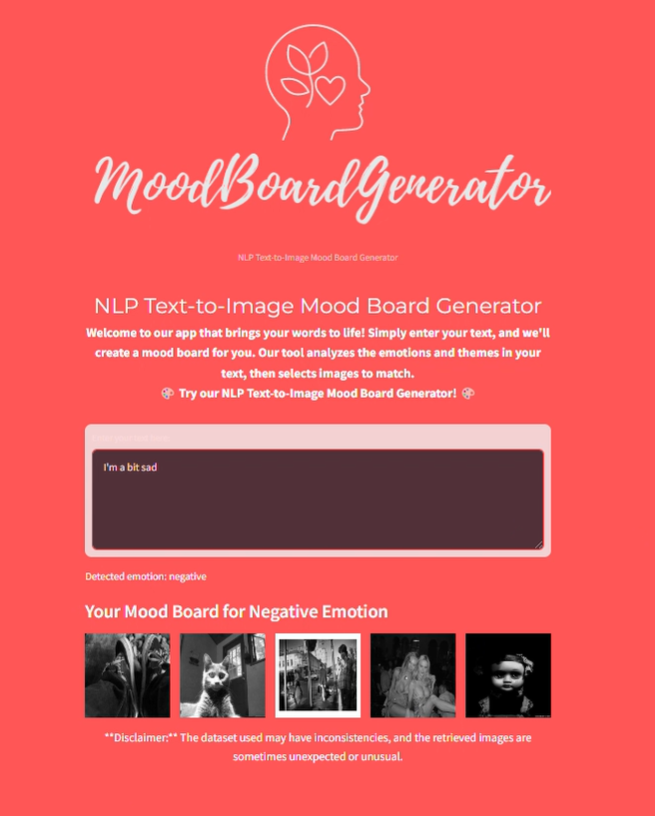 MoodBoardGenerator
NLP Text-to-Image Mood Board Generator
NLP Text-to-Image Mood Board Generator
Welcome to our app that brings your words to life! Simply enter your text, and we'll
create a mood board for you. Our tool analyzes the emotions and themes in your
text, then selects images to match.
Try our NLP Text-to-Image Mood Board Generator!
I'm a bit sad
Detected emotion: negative
Your Mood Board for Negative Emotion
**Disclaimer:** The dataset used may have inconsistencies, and the retrieved images are
sometimes unexpected or unusual.